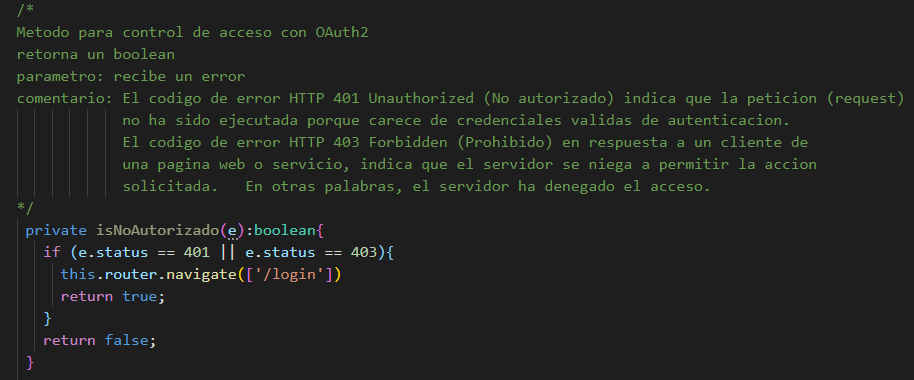 /*
Metodo para control de acceso con OAuth2
retorna un boolean
parametro: recibe un error
comentario: El codigo de error HTTP 401 Unauthorized (No autorizado) indica que la peticion (request)
no ha sido ejecutada porque carece de credenciales validas de autenticacion.
El codigo de error HTTP 403 Forbidden (Prohibido) en respuesta a un cliente de
una pagina web o servicio, indica que el servidor se niega a permitir la accion
solicitada.   En otras palabras, el servidor ha denegado el acceso.
*/
private isNoAutorizado(e):boolean{
if (e.status == 401 || e.status == 403){
this.router.navigate(['/login'])
return true;
}
return false;
}